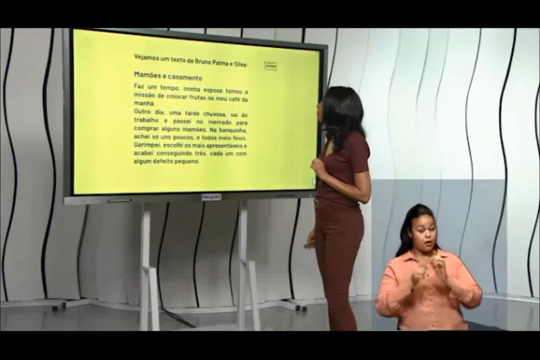 Vejamos um texto de Bruno Palma e Silva:
Mamões e casamento
Faz um tempo, minha esposa tomou a
missão de colocar frutas no meu café da
manhã.
Outro dia, uma tarde chuvosa, saí do
trabalho e passei no mercado para
comprar alguns mamões. Na banquinha,
achei só uns poucos, e todos meio feios.
Garimpei, escolhi os mais apresentáveis e
acabei conseguindo três, cada um com
algum defeito pequeno.